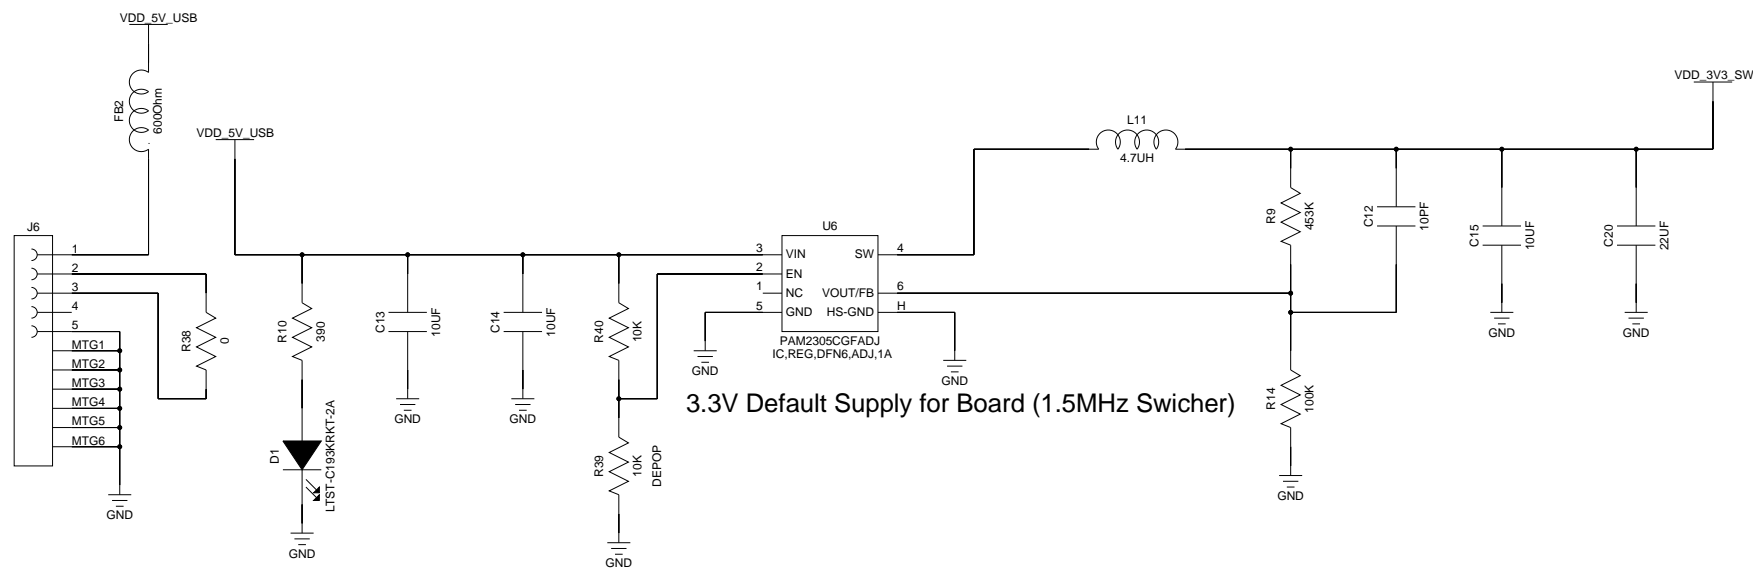 VDD_5V_USB
FB2
600Ohm
VDD_5V_USB
VDD_3V3_SW
L11
4.7UH
J6
1
2
3
4
5
MTG1
MTG2
MTG3
MTG4
MTG5
MTG6
GND
R38
0
R10
390
D1
LTST-C193KRKT-2A
GND
C13
10UF
GND
C14
10UF
GND
R40
10K
R39
10K
DEPOP
GND
U6
3
VIN
SW
4
2
EN
1
NC
VOUT/FB
6
5
GND
HS-GND
H
PAM2305CGFADJ
IC,REG,DFN6,ADJ,1A
GND
GND
3.3V Default Supply for Board (1.5MHz Swicher)
R9
453K
C12
10PF
R14
100K
GND
C15
10UF
GND
C20
22UF
GND